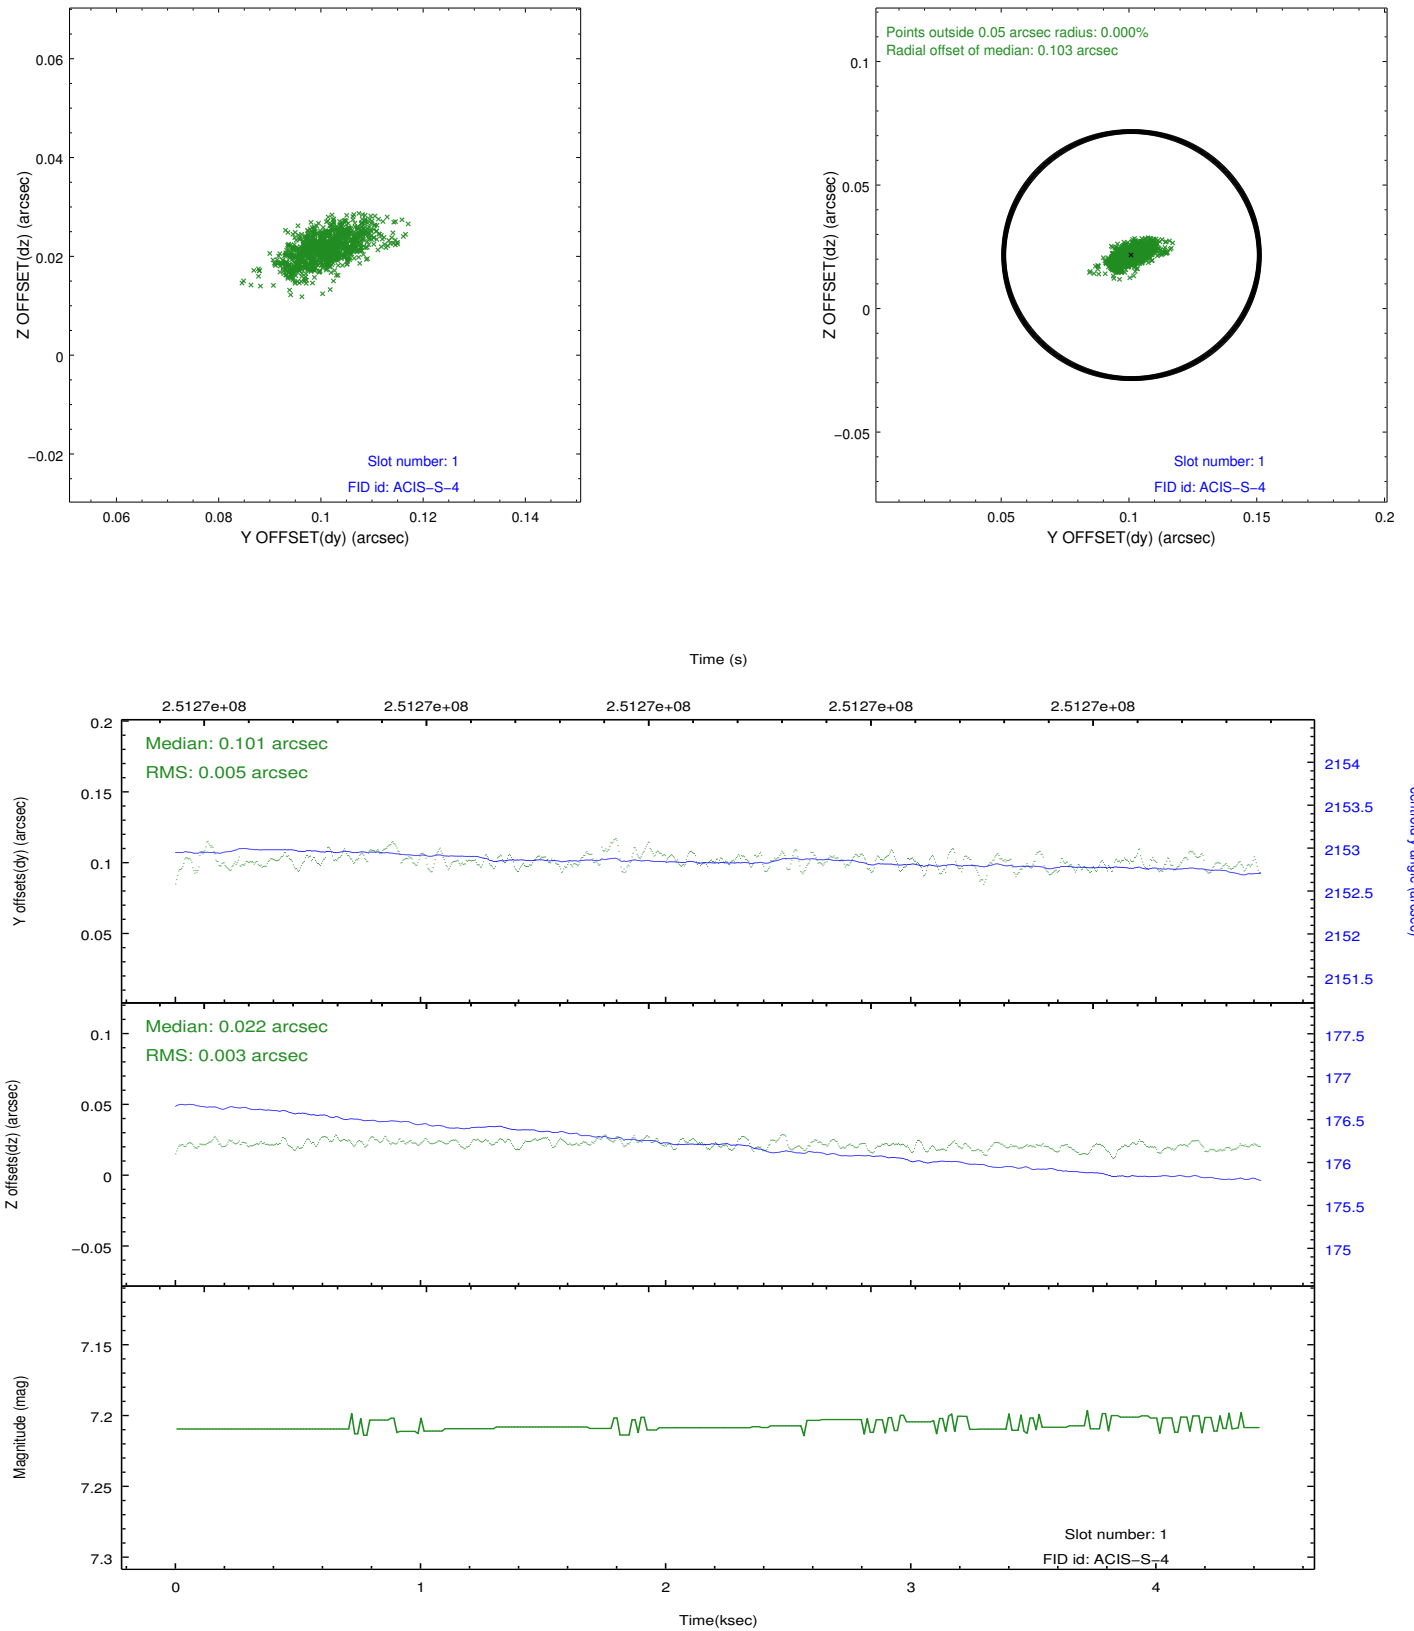 0.06
0.04
0.02
0
−0.02
Z OFFSET(dz) (arcsec)
Slot number: 1
FID id: ACIS−S−4
0.06 0.08 0.1 0.12 0.14
Y OFFSET(dy) (arcsec)
Points outside 0.05 arcsec radius: 0.000%
Radial offset of median: 0.103 arcsec
0.1
0.05
0
−0.05
Z OFFSET(dz) (arcsec)
Slot number: 1
FID id: ACIS−S−4
0.05 0.1 0.15 0.2
Y OFFSET(dy) (arcsec)
Time (s)
2.5127e+08 2.5127e+08 2.5127e+08 2.5127e+08 2.5127e+08
Median: 0.101 arcsec
RMS: 0.005 arcsec
0.2
0.15
0.1
0.05
Y offsets(dy) (arcsec)
2154
2153.5
2153
2152.5
2152
2151.5
y angle (arcsec)
Median: 0.022 arcsec
RMS: 0.003 arcsec
0.1
0.05
0
−0.05
Z offsets(dz) (arcsec)
177.5
177
176.5
176
175.5
175
7.15
7.2
7.25
7.3
Magnitude (mag)
Slot number: 1
FID id: ACIS−S−4
0 1 2 3 4
Time(ksec)